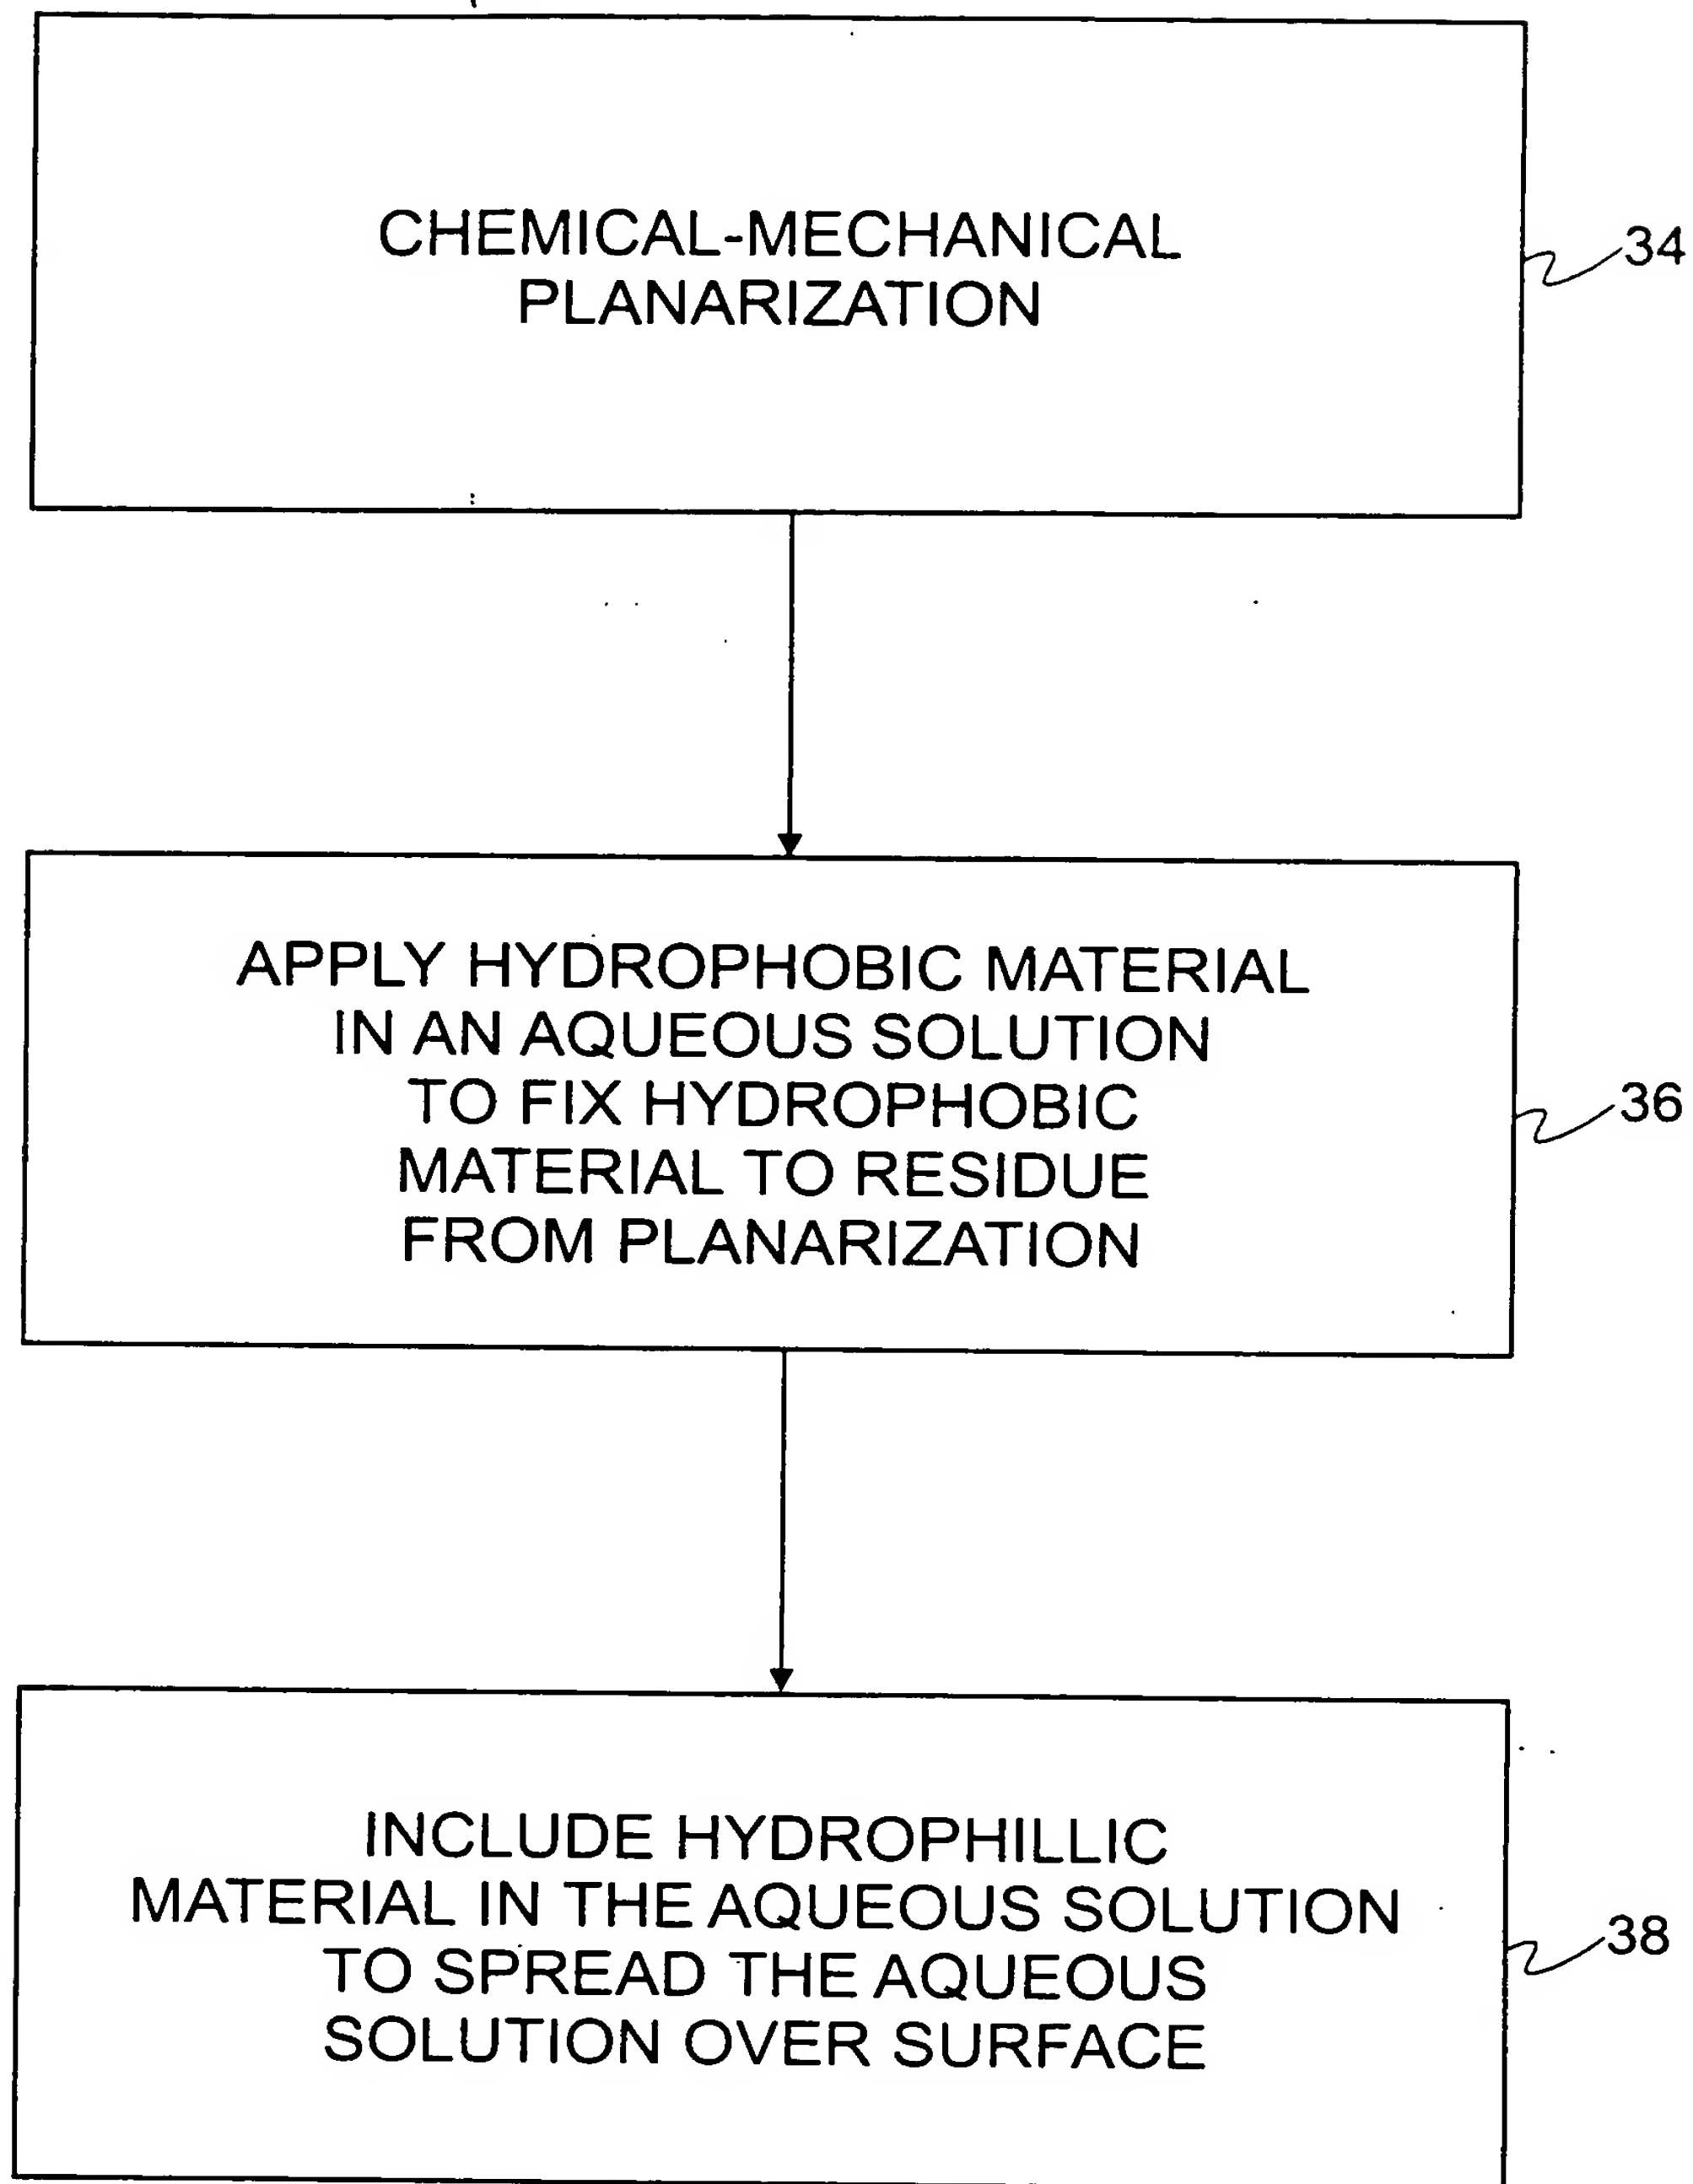 CHEMICAL-MECHANICAL
PLANARIZATION
34
APPLY HYDROPHOBIC MATERIAL
IN AN AQUEOUS SOLUTION
TO FIX HYDROPHOBIC
MATERIAL TO RESIDUE
FROM PLANARIZATION
36
INCLUDE HYDROPHILLIC
MATERIAL IN THE AQUEOUS SOLUTION
TO SPREAD THE AQUEOUS
SOLUTION OVER SURFACE
38